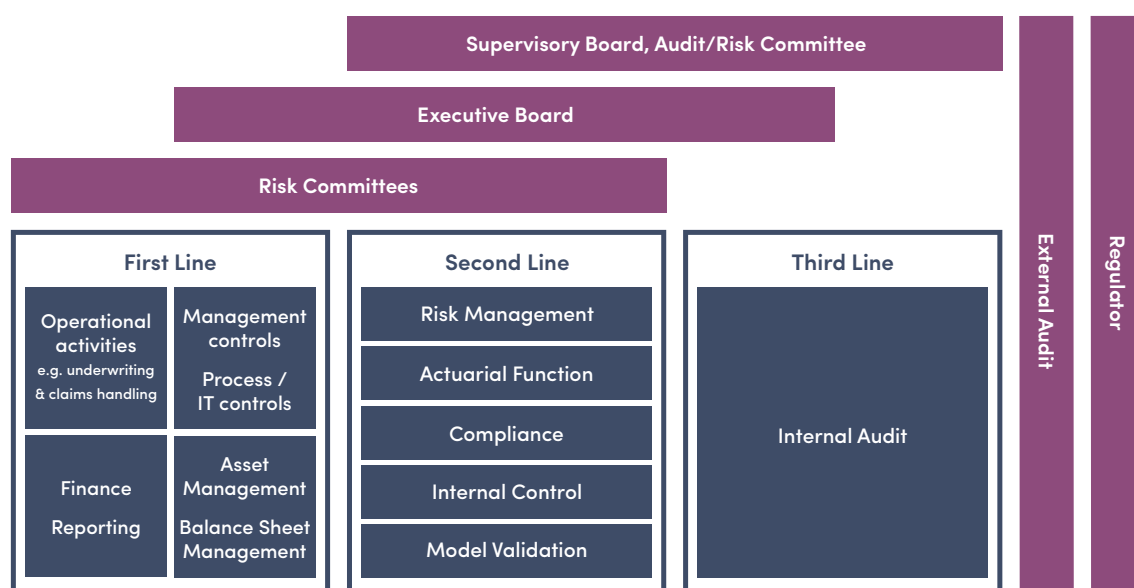 Supervisory Board, Audit/Risk Committee
Executive Board
Risk Committees
First Line
Operational
activities
e.g. underwriting
& claims handling
Management
controls
Process /
IT controls
Finance
Reporting
Asset
Management
Balance Sheet
Management
Second Line
Risk Management
Actuarial Function
Compliance
Internal Control
Model Validation
Third Line
Internal Audit
External Audit
Regulator